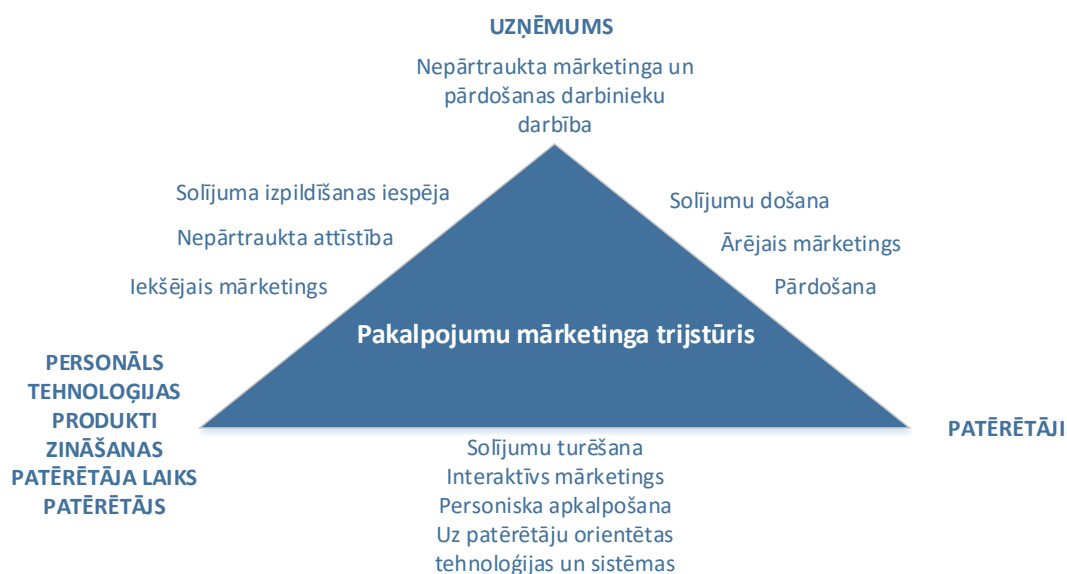 UZŅĒMUMS
Nepārtraukta mārketinga un
pārdošanas darbinieku
darbība
Solījuma izpildīšanas iespēja
Nepārtraukta attīstība
Iekšējais mārketings
Solījumu došana
Ārējais mārketings
Pārdošana
Pakalpojumu mārketinga trijstūris
PERSONĀLS
TEHNOLOĢIJAS
PRODUKTI
ZINĀŠANAS
PATĒRĒTĀJA LAIKS
PATĒRĒTĀJS
PATĒRĒTĀJI
Solījumu turēšana
Interaktīvs mārketings
Personiska apkalpošana
Uz patērētāju orientētas
tehnoloģijas un sistēmas